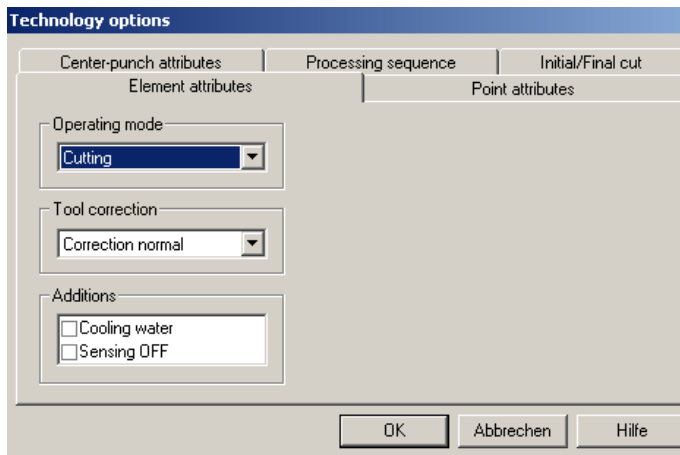 Technology options
Center-punch attributes Processing sequence Initial/Final cut
Element attributes Point attributes
Operating mode
Cutting
Tool correction
Correction normal
Additions
Cooling water
Sensing OFF
OK Abbrechen Hilfe